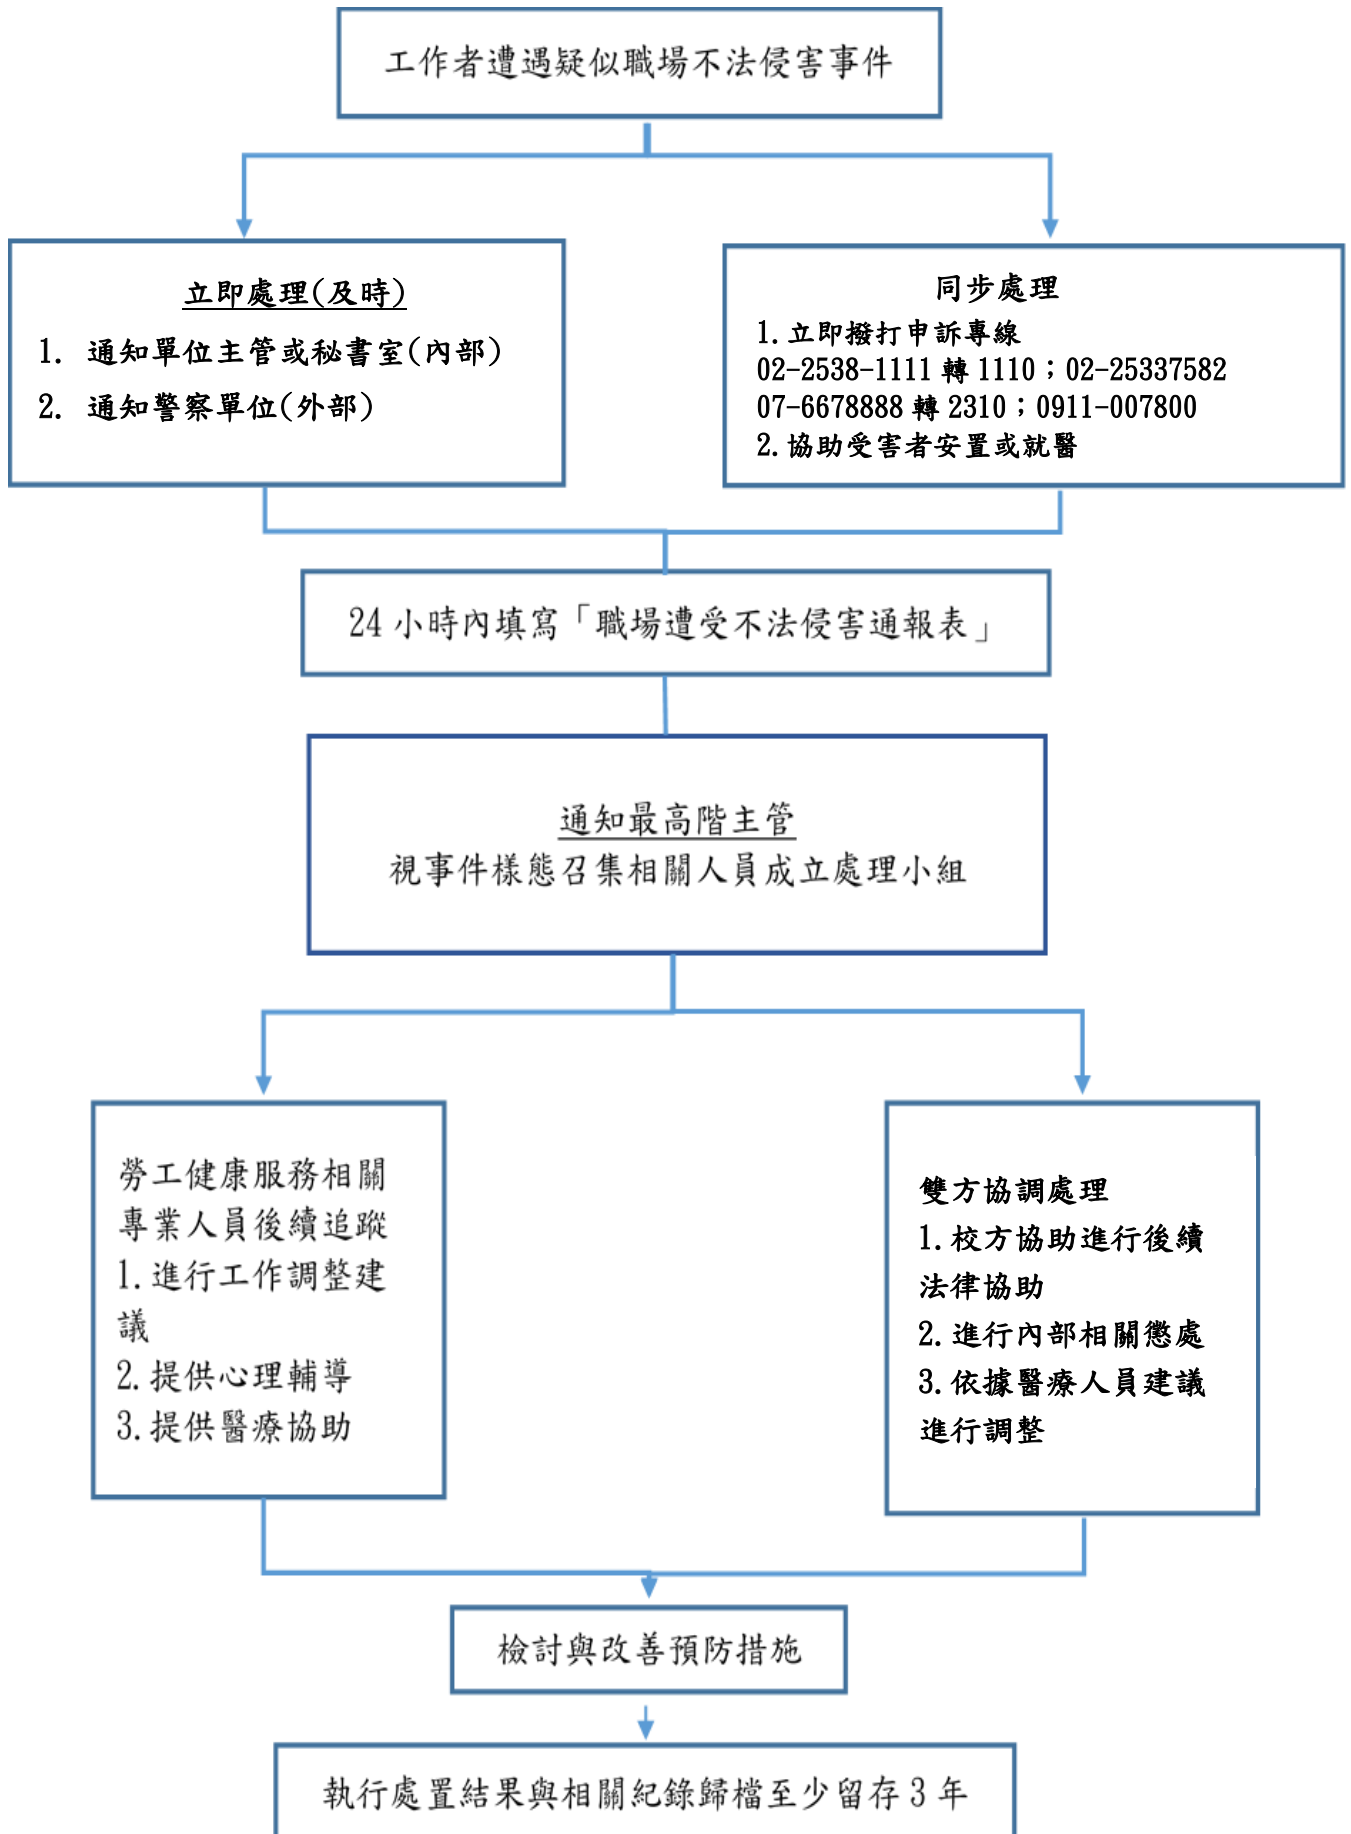 工作者遭遇疑似職場不法侵害事件
立即處理(及時)
1. 通知單位主管或秘書室(內部)
2. 通知警察單位(外部)
同步處理
1.立即撥打申訴專線
02-2538-1111 轉 1110；02-25337582
07-6678888 轉 2310；0911-007800
2.協助受害者安置或就醫
24 小時內填寫「職場遭受不法侵害通報表」
通知最高階主管
視事件樣態召集相關人員成立處理小組
勞工健康服務相關
專業人員後續追蹤
1.進行工作調整建
議
2.提供心理輔導
3.提供醫療協助
雙方協調處理
1.校方協助進行後續
法律協助
2.進行內部相關懲處
3.依據醫療人員建議
進行調整
檢討與改善預防措施
執行處置結果與相關紀錄歸檔至少留存 3 年